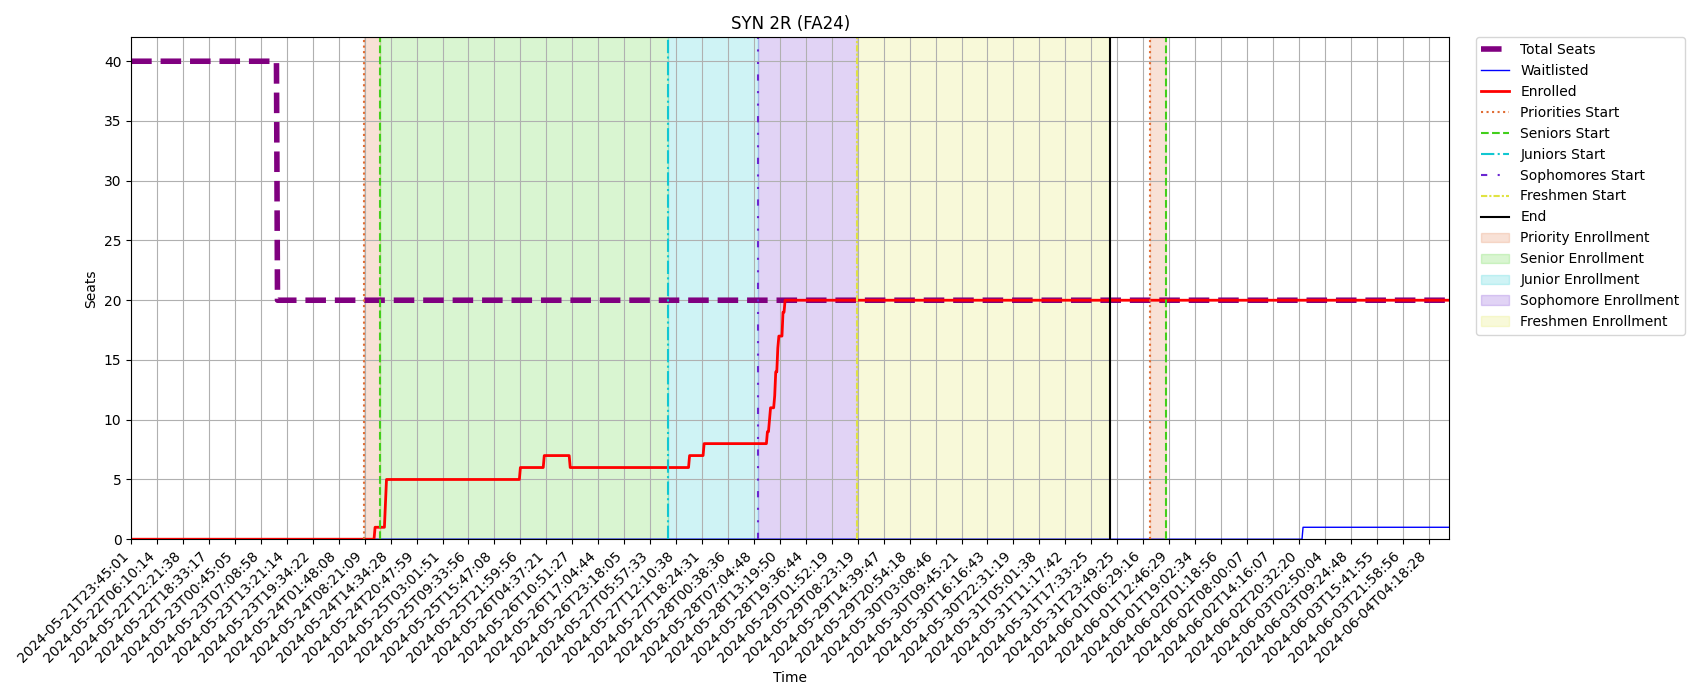 SYN 2R (FA24)
Seats
40
35
30
25
20
15
10
5
0
2024-05-21T23:45:01
2024-05-22T06:10:14
2024-05-22T12:21:38
2024-05-22T18:33:17
2024-05-23T00:45:05
2024-05-23T07:08:58
2024-05-23T13:21:14
2024-05-23T19:34:22
2024-05-24T01:48:08
2024-05-24T08:21:09
2024-05-24T14:34:28
2024-05-24T20:47:59
2024-05-25T03:01:51
2024-05-25T09:33:56
2024-05-25T15:47:08
2024-05-25T21:59:56
2024-05-26T04:37:21
2024-05-26T10:51:27
2024-05-26T17:04:44
2024-05-26T23:18:05
2024-05-27T05:57:33
2024-05-27T12:10:38
2024-05-27T18:24:31
2024-05-28T00:38:36
2024-05-28T07:04:48
2024-05-28T13:19:50
2024-05-28T19:36:44
2024-05-29T01:52:19
2024-05-29T08:23:19
2024-05-29T14:39:47
2024-05-29T20:54:18
2024-05-30T03:08:46
2024-05-30T09:45:21
2024-05-30T16:16:43
2024-05-30T22:31:19
2024-05-31T05:01:38
2024-05-31T11:17:42
2024-05-31T17:33:25
2024-05-31T23:49:25
2024-06-01T06:29:16
2024-06-01T12:46:29
2024-06-01T19:02:34
2024-06-02T01:18:56
2024-06-02T08:00:07
2024-06-02T14:16:07
2024-06-02T20:32:20
2024-06-03T02:50:04
2024-06-03T09:24:48
2024-06-03T15:41:55
2024-06-03T21:58:56
2024-06-04T04:18:28
Time
Total Seats
Waitlisted
Enrolled
Priorities Start
Seniors Start
Juniors Start
Sophomores Start
Freshmen Start
End
Priority Enrollment
Senior Enrollment
Junior Enrollment
Sophomore Enrollment
Freshmen Enrollment